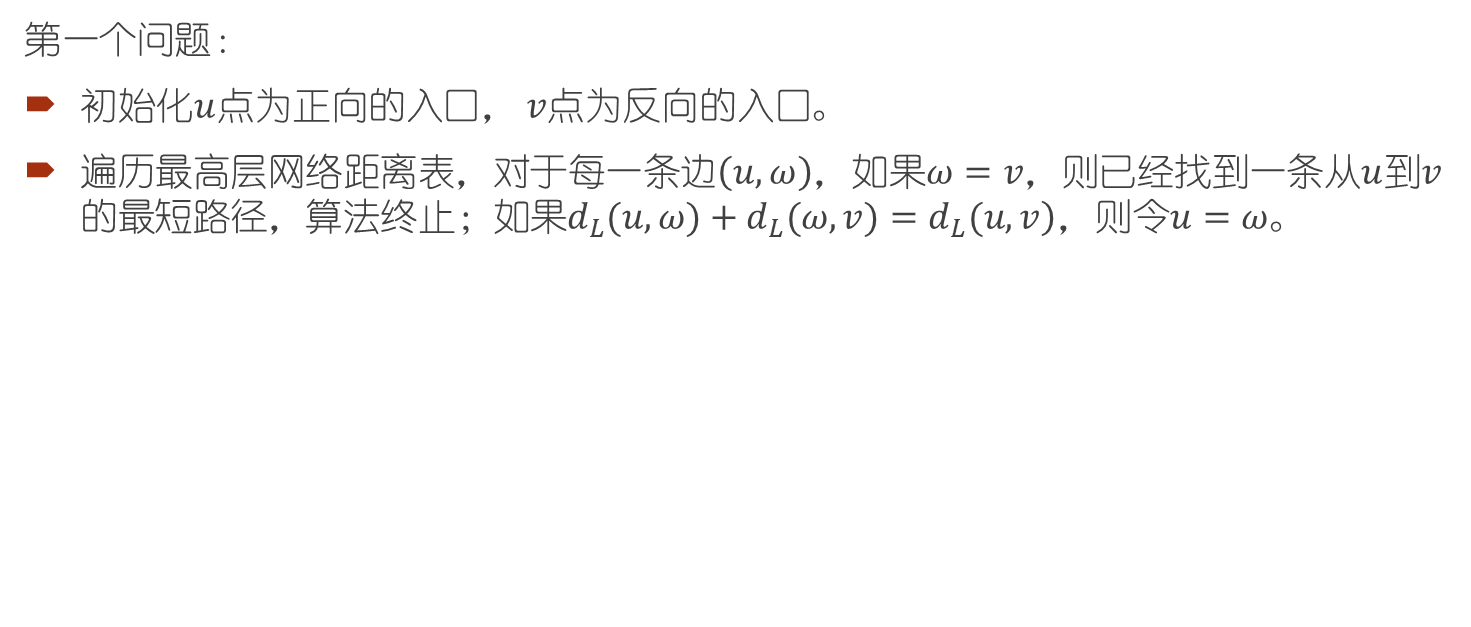 第一个问题：
初始化u点为正向的入口，v点为反向的入口。
遍历最高层网络距离表，对于每一条边(u, ω)，如果ω = v，则已经找到一条从u到v
的最短路径，算法终止；如果d_L(u, ω) + d_L(ω, v) = d_L(u, v)，则令u = ω。